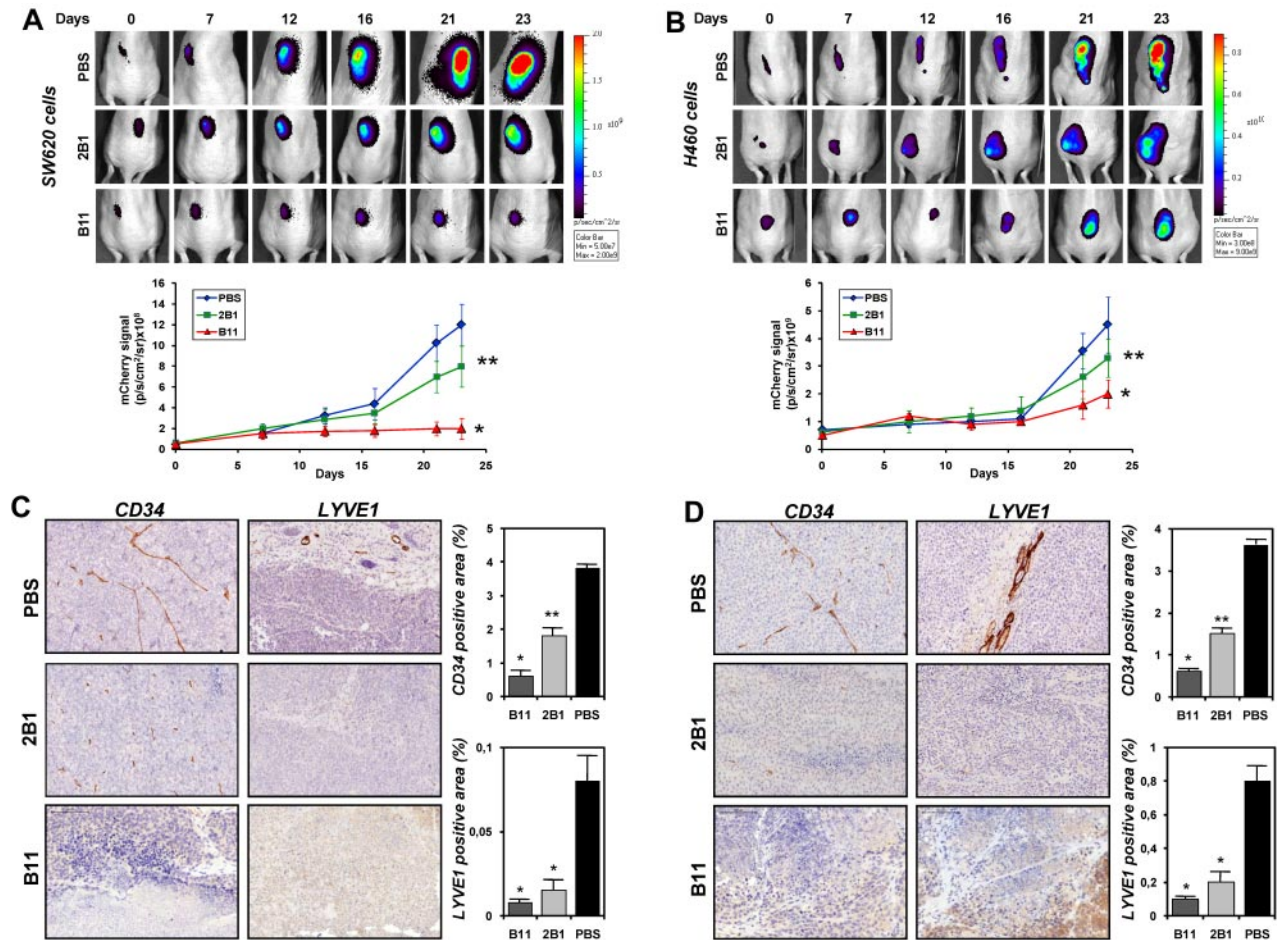 A
Days 0 7 12 16 21 23
SW620 cells
PBS
2B1
B11
2.0
1.5
1.0
x10^9
0.5
p/sec/cm^2/sr
Color Bar
Min = 5.00e7
Max = 2.00e9
mCherry signal
(p/s/cm²/sr)x10⁸
16
14
12
10
8
6
4
2
0
PBS
2B1
B11
**
*
0 5 10 15 20 25
Days
B
Days 0 7 12 16 21 23
H460 cells
PBS
2B1
B11
0.8
0.6
0.4
0.2
p/sec/cm^2/sr
Color Bar
Min = 3.00e8
Max = 9.00e9
mCherry signal
(p/s/cm²/sr)x10⁹
6
5
4
3
2
1
0
PBS
2B1
B11
**
*
0 5 10 15 20 25
Days
C
CD34 LYVE1
PBS
2B1
B11
CD34 positive area (%)
5
4
3
2
1
0
*
**
B11 2B1 PBS
LYVE1 positive area (%)
0,1
0,05
0
*
*
B11 2B1 PBS
D
CD34 LYVE1
PBS
2B1
B11
CD34 positive area (%)
4
3
2
1
0
*
**
B11 2B1 PBS
LYVE1 positive area (%)
1
0,8
0,6
0,4
0,2
0
*
*
B11 2B1 PBS